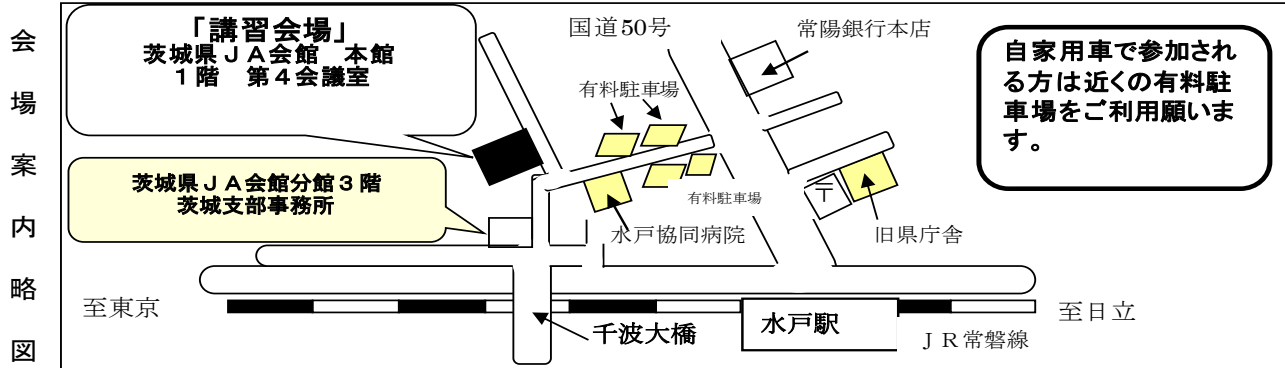 会場案内略図
「講習会場」
茨城県ＪＡ会館　本館
１階　第４会議室
国道50号
常陽銀行本店
自家用車で参加され
る方は近くの有料駐
車場をご利用願いま
す。
有料駐車場
茨城県ＪＡ会館分館３階
茨城支部事務所
有料駐車場
〒
水戸協同病院
旧県庁舎
至東京
千波大橋
水戸駅
ＪＲ常磐線
至日立